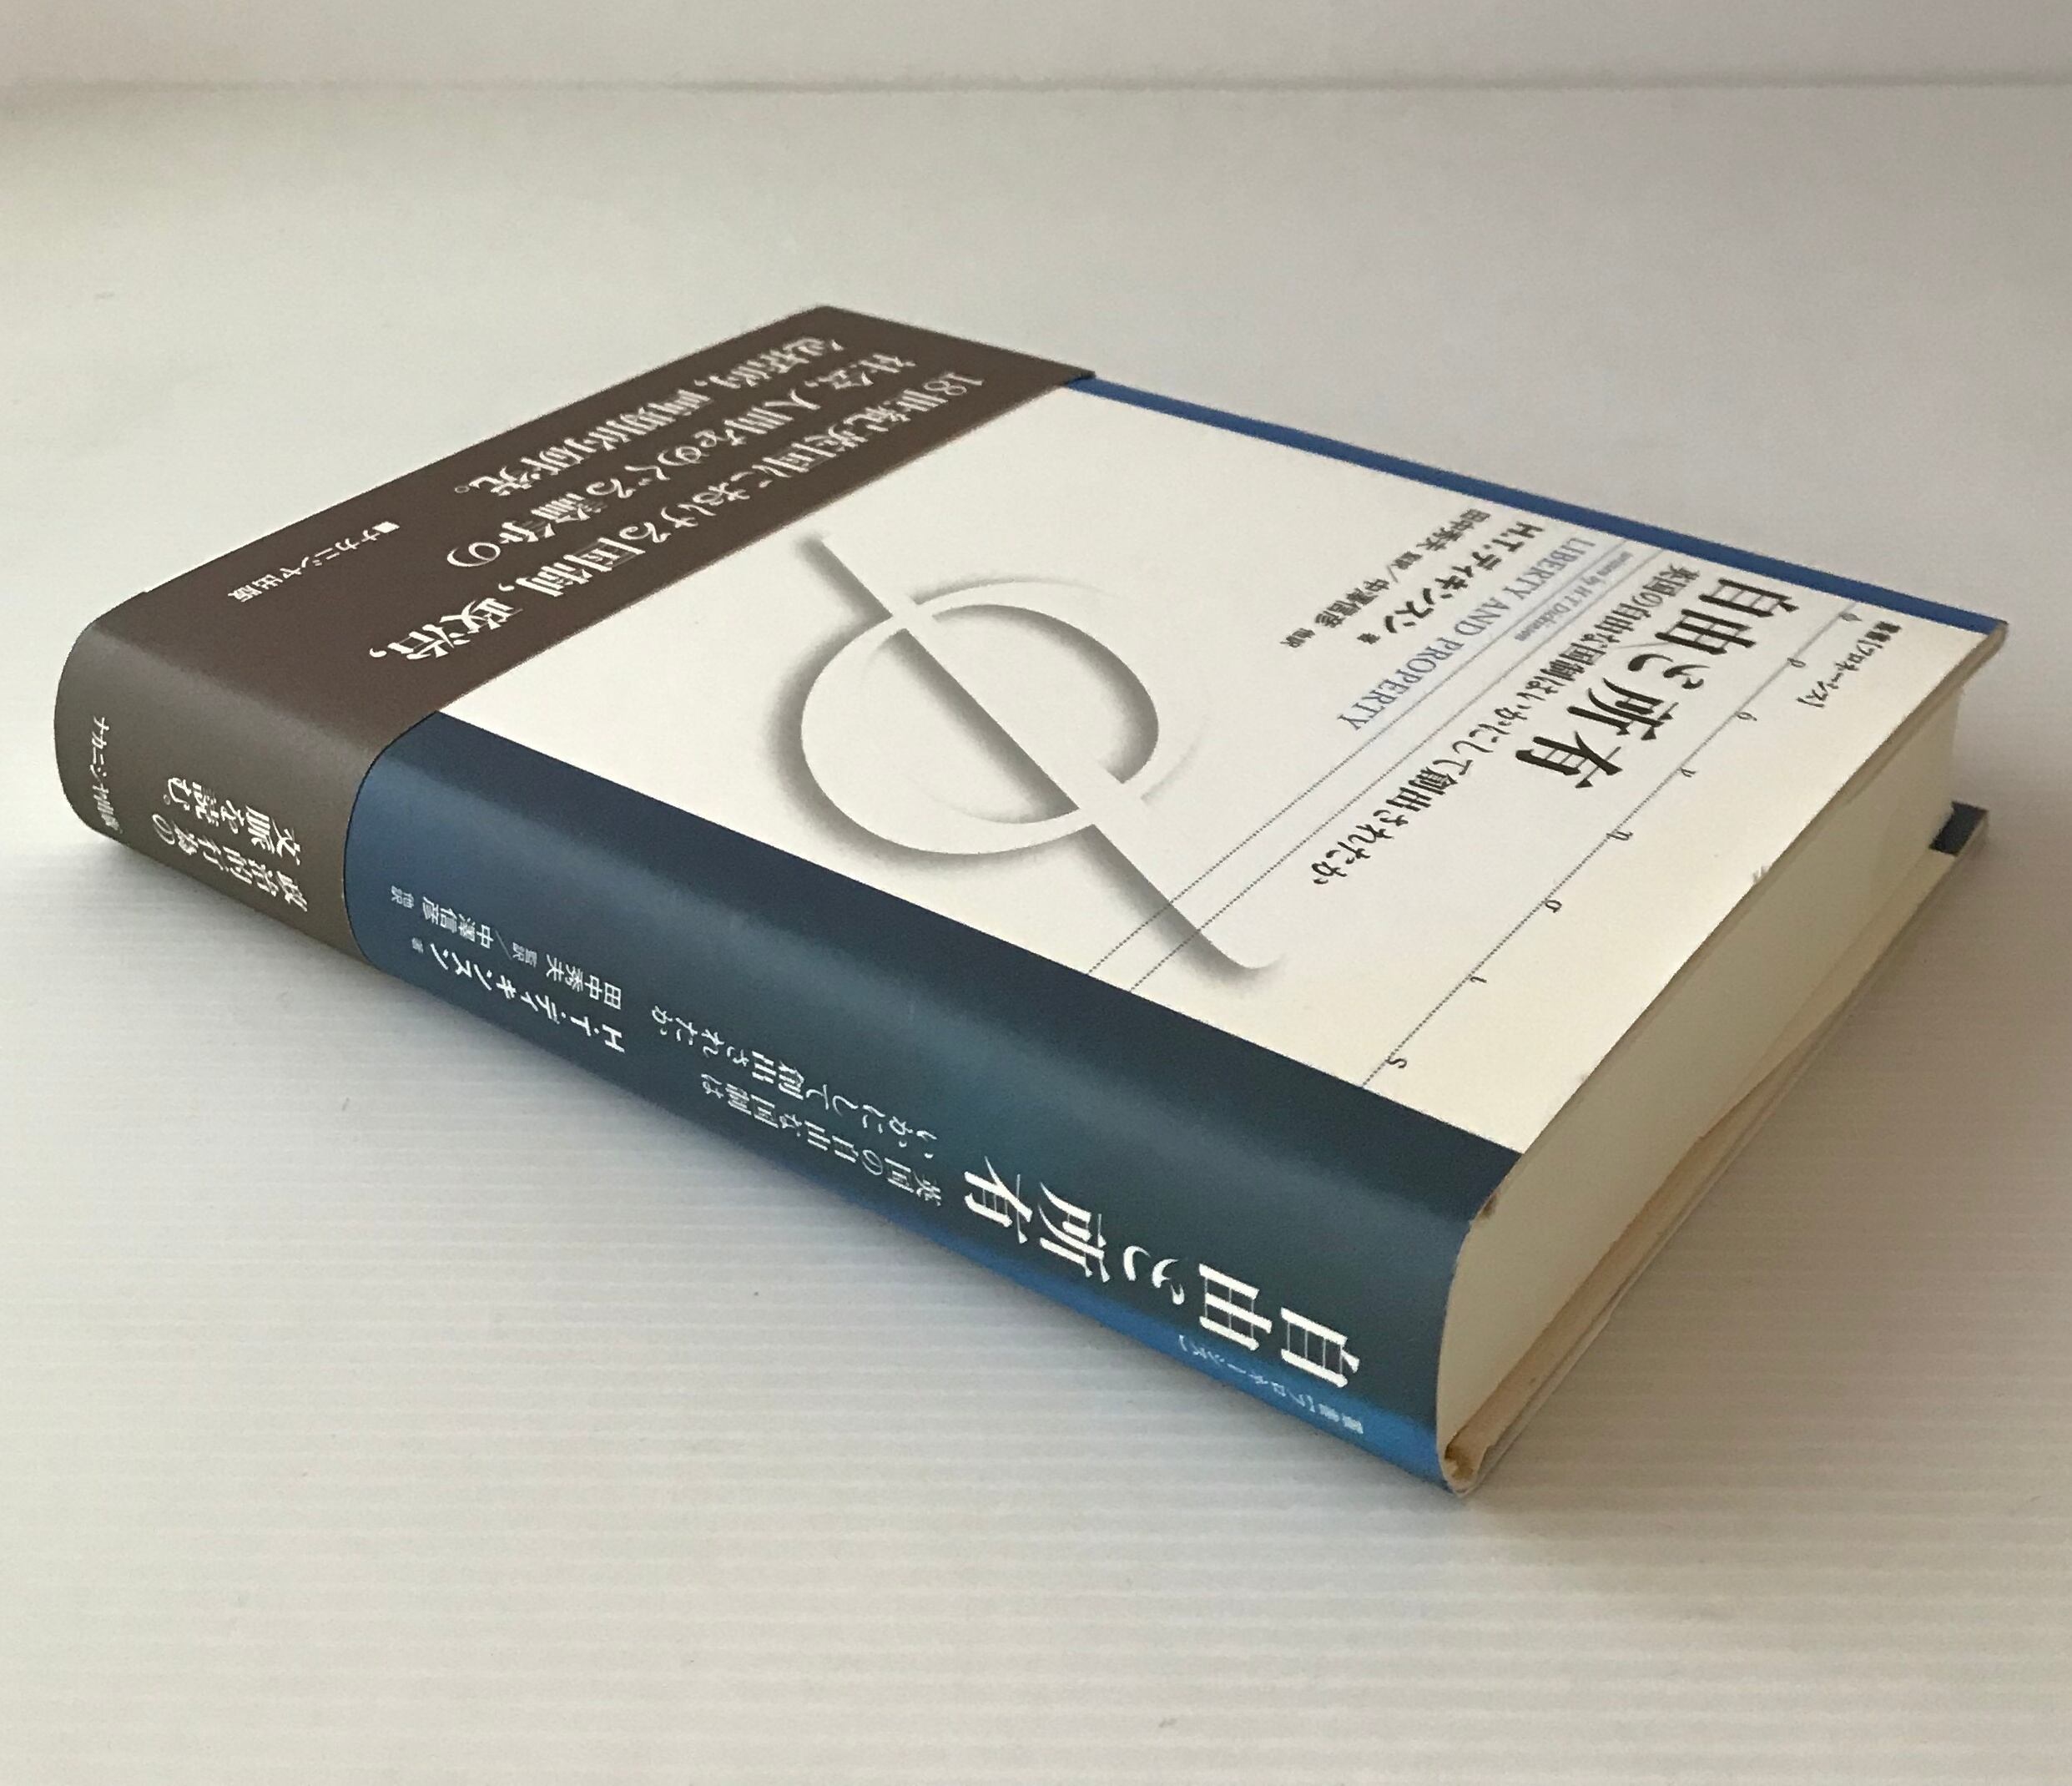 叢書[フロネーシス]
自由と所有
英国の自由な国制はいかにして創出されたか
written by H.T.Dickinson
LIBERTY AND PROPERTY
H.T.ディキンスン 著
田中秀夫 監訳／中澤信彦 他訳
φ ρ ό ν η σ ι ς
18世紀英国における国制，政治，
社会，人間をめぐる論争の
包括的，画期的研究。
■ナカニシヤ出版
叢書[フロネーシス]
自由と所有
英国の自由な国制は
いかにして創出されたか
H・T・ディキンスン 著
田中秀夫 監訳／中澤信彦 他訳
政治的行為の
文脈を読む。
ナカニシヤ出版